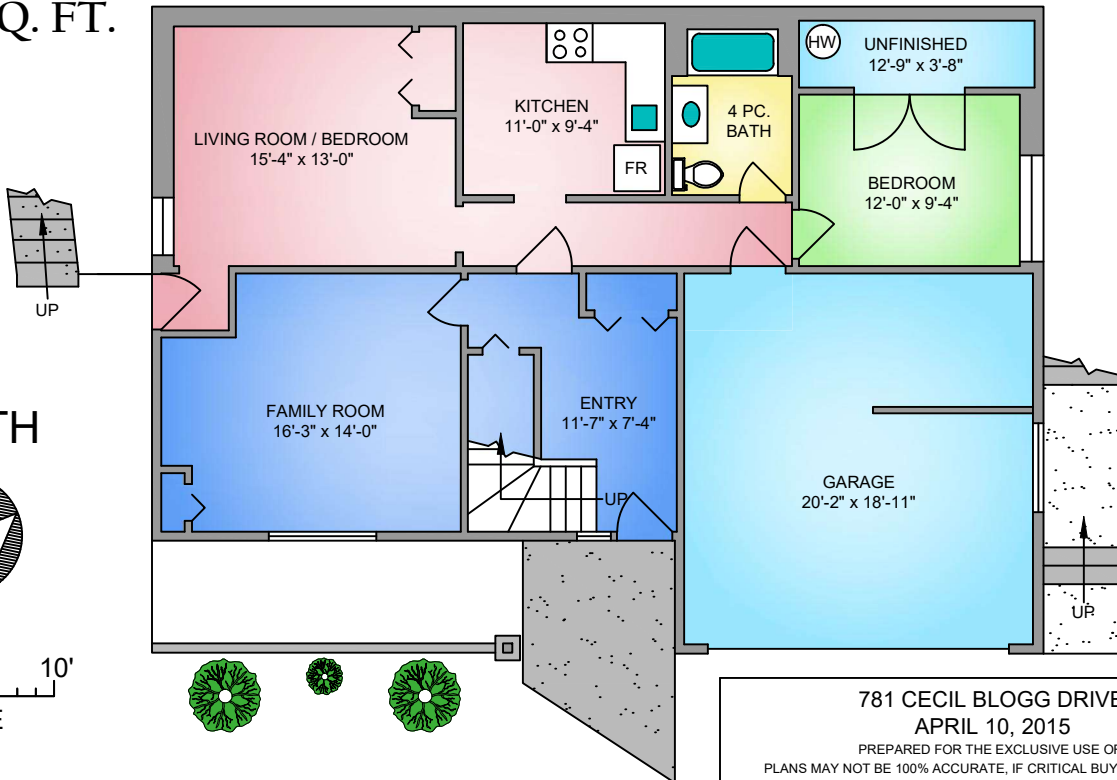 Q. FT.
HW
UNFINISHED
12'-9" x 3'-8"
KITCHEN
11'-0" x 9'-4"
4 PC.
BATH
LIVING ROOM / BEDROOM
15'-4" x 13'-0"
FR
BEDROOM
12'-0" x 9'-4"
UP
FAMILY ROOM
16'-3" x 14'-0"
ENTRY
11'-7" x 7'-4"
TH
GARAGE
20'-2" x 18'-11"
UP
UP
10'
E
781 CECIL BLOGG DRIVE
APRIL 10, 2015
PREPARED FOR THE EXCLUSIVE USE OF
PLANS MAY NOT BE 100% ACCURATE, IF CRITICAL BUY